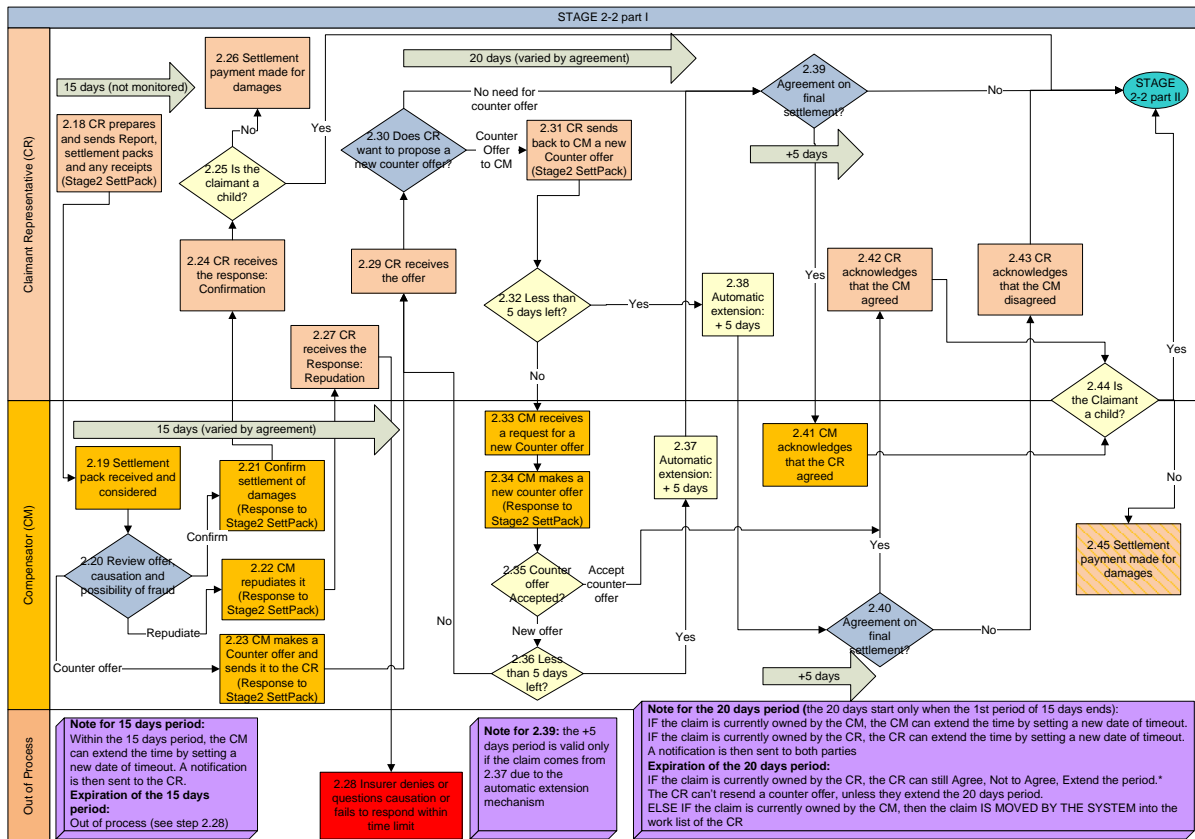 STAGE 2-2 part I
Claimant Representative (CR)
15 days (not monitored)
2.18 CR prepares
and sends Report,
settlement packs
and any receipts
(Stage2 SettPack)
2.26 Settlement
payment made for
damages
No
Yes
2.25 Is the
claimant a
child?
2.24 CR receives
the response:
Confirmation
2.27 CR
receives the
Response:
Repudation
20 days (varied by agreement)
No need for
counter offer
2.30 Does CR
want to propose a
new counter offer?
Counter
Offer
to CM
2.31 CR sends
back to CM a new
Counter offer
(Stage2 SettPack)
2.29 CR receives
the offer
2.32 Less than
5 days left?
Yes
No
2.38
Automatic
extension:
+ 5 days
2.39
Agreement on
final
settlement?
No
+5 days
Yes
2.42 CR
acknowledges
that the CM
agreed
2.43 CR
acknowledges
that the CM
disagreed
STAGE
2-2 part II
Yes
2.44 Is
the Claimant
a child?
No
Compensator (CM)
15 days (varied by agreement)
2.19 Settlement
pack received and
considered
2.20 Review offer,
causation and
possibility of fraud
Confirm
Repudiate
Counter offer
2.21 Confirm
settlement of
damages
(Response to
Stage2 SettPack)
2.22 CM
repudiates it
(Response to
Stage2 SettPack)
2.23 CM makes a
Counter offer and
sends it to the CR
(Response to
Stage2 SettPack)
2.33 CM receives
a request for a
new Counter offer
2.34 CM makes a
new counter offer
(Response to
Stage2 SettPack)
2.35 Counter
offer
Accepted?
Accept
counter
offer
New offer
2.36 Less
than 5 days
left?
No
Yes
2.37
Automatic
extension:
+ 5 days
2.41 CM
acknowledges
that the CR
agreed
Yes
2.40
Agreement on
final
settlement?
No
+5 days
2.45 Settlement
payment made for
damages
Out of Process
Note for 15 days period:
Within the 15 days period, the CM
can extend the time by setting a
new date of timeout. A notification
is then sent to the CR.
Expiration of the 15 days
period:
Out of process (see step 2.28)
2.28 Insurer denies or
questions causation or
fails to respond within
time limit
Note for 2.39: the +5
days period is valid only
if the claim comes from
2.37 due to the
automatic extension
mechanism
Note for the 20 days period (the 20 days start only when the 1st period of 15 days ends):
IF the claim is currently owned by the CM, the CM can extend the time by setting a new date of timeout.
IF the claim is currently owned by the CR, the CR can extend the time by setting a new date of timeout.
A notification is then sent to both parties
Expiration of the 20 days period:
IF the claim is currently owned by the CR, the CR can still Agree, Not to Agree, Extend the period.*
The CR can't resend a counter offer, unless they extend the 20 days period.
ELSE IF the claim is currently owned by the CM, then the claim IS MOVED BY THE SYSTEM into the
work list of the CR